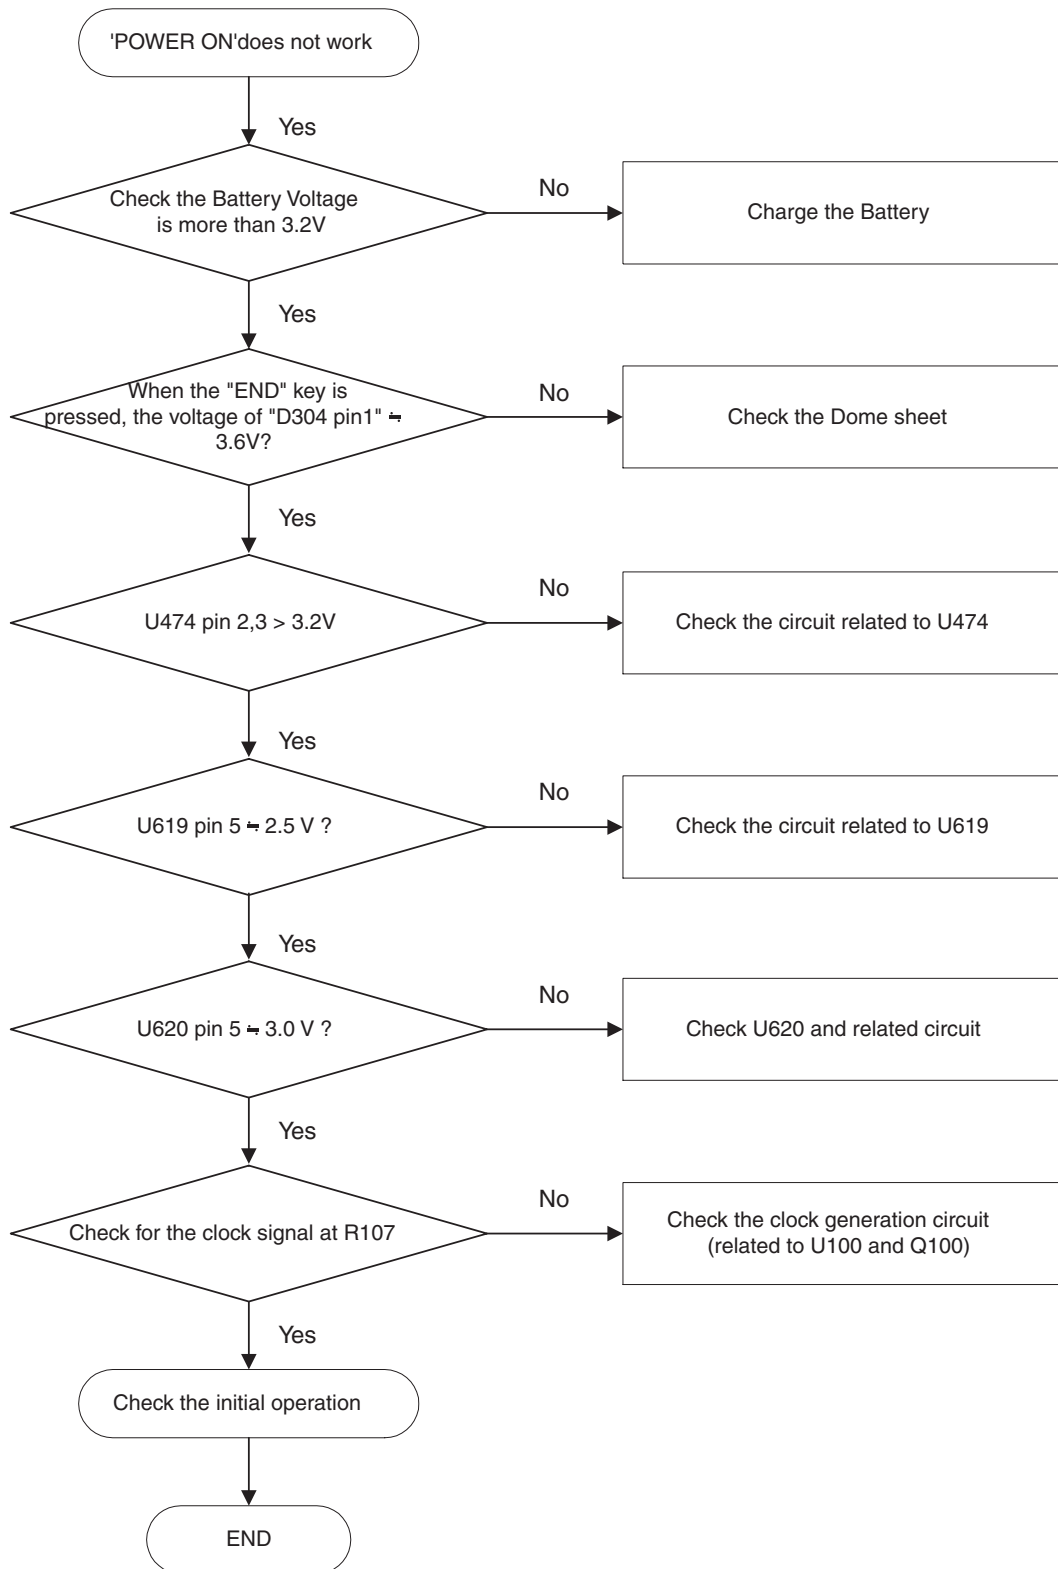 'POWER ON'does not work
Yes
Check the Battery Voltage
is more than 3.2V
No
Charge the Battery
Yes
When the "END" key is
pressed, the voltage of "D304 pin1" ≒
3.6V?
No
Check the Dome sheet
Yes
U474 pin 2,3 > 3.2V
No
Check the circuit related to U474
Yes
U619 pin 5 ≒ 2.5 V ?
No
Check the circuit related to U619
Yes
U620 pin 5 ≒ 3.0 V ?
No
Check U620 and related circuit
Yes
Check for the clock signal at R107
No
Check the clock generation circuit
(related to U100 and Q100)
Yes
Check the initial operation
END